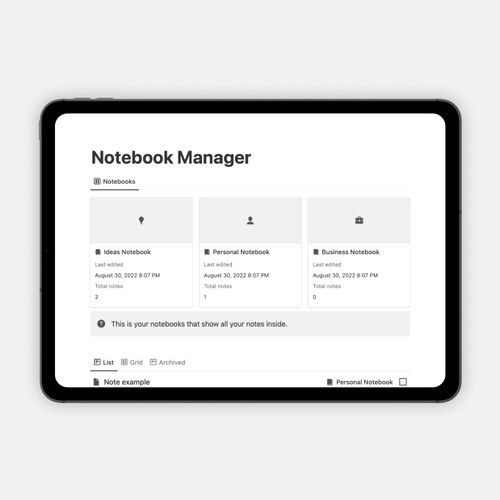 Notebook Manager
Notebooks
Ideas Notebook
Last edited
August 30, 2022 8:07 PM
Total notes
2
Personal Notebook
Last edited
August 30, 2022 8:07 PM
Total notes
1
Business Notebook
Last edited
August 30, 2022 8:07 PM
Total notes
0
This is your notebooks that show all your notes inside.
List Grid Archived
Note example Personal Notebook